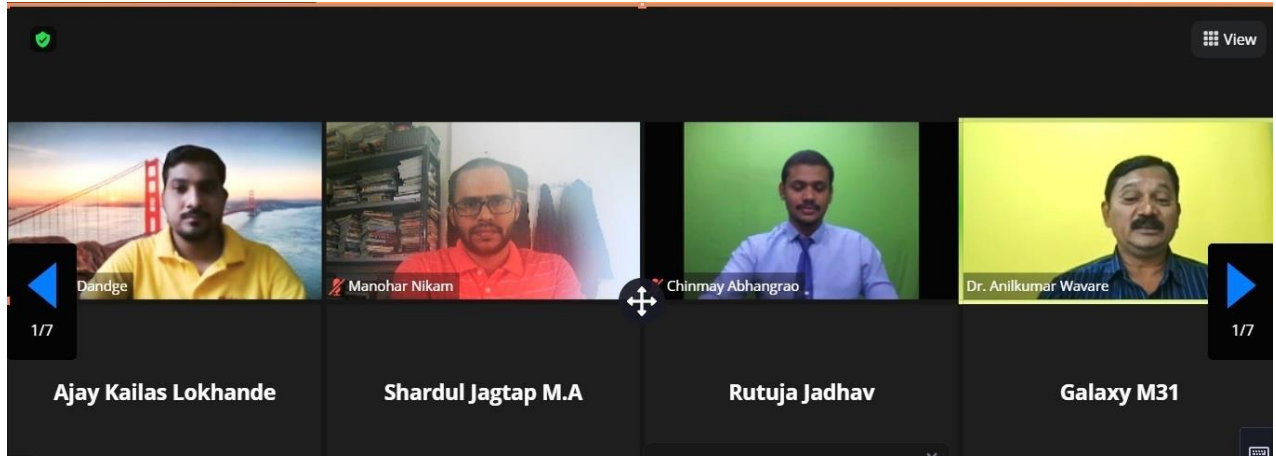 View
Dandge
Manohar Nikam
Chinmay Abhangrao
Dr. Anilkumar Wavare
1/7
1/7
Ajay Kailas Lokhande
Shardul Jagtap M.A
Rutuja Jadhav
Galaxy M31